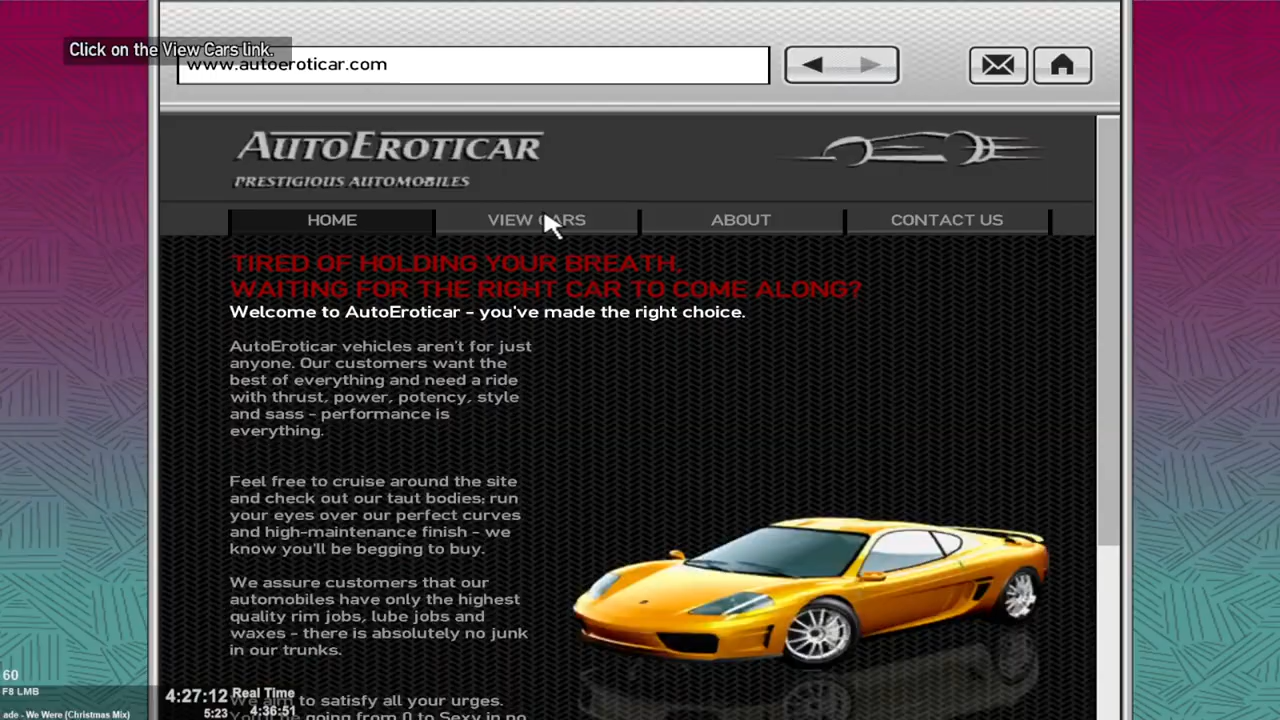 Click on the View Cars link.
www.autoeroticar.com
AUTOEROTICAR
PRESTIGIOUS AUTOMOBILES
HOME VIEW CARS ABOUT CONTACT US
TIRED OF HOLDING YOUR BREATH,
WAITING FOR THE RIGHT CAR TO COME ALONG?
Welcome to AutoEroticar - you've made the right choice.
AutoEroticar vehicles aren't for just
anyone. Our customers want the
best of everything and need a ride
with thrust, power, potency, style
and sass - performance is
everything.
Feel free to cruise around the site
and check out our taut bodies; run
your eyes over our perfect curves
and high-maintenance finish - we
know you'll be begging to buy.
We assure customers that our
automobiles have only the highest
quality rim jobs, lube jobs and
waxes - there is absolutely no junk
in our trunks.
We aim to satisfy all your urges.
You'll be going from 0 to Sexy in no
60
F8 LMB
ade - We Were (Christmas Mix)
4:27:12 Real Time
5:23 4:36:51